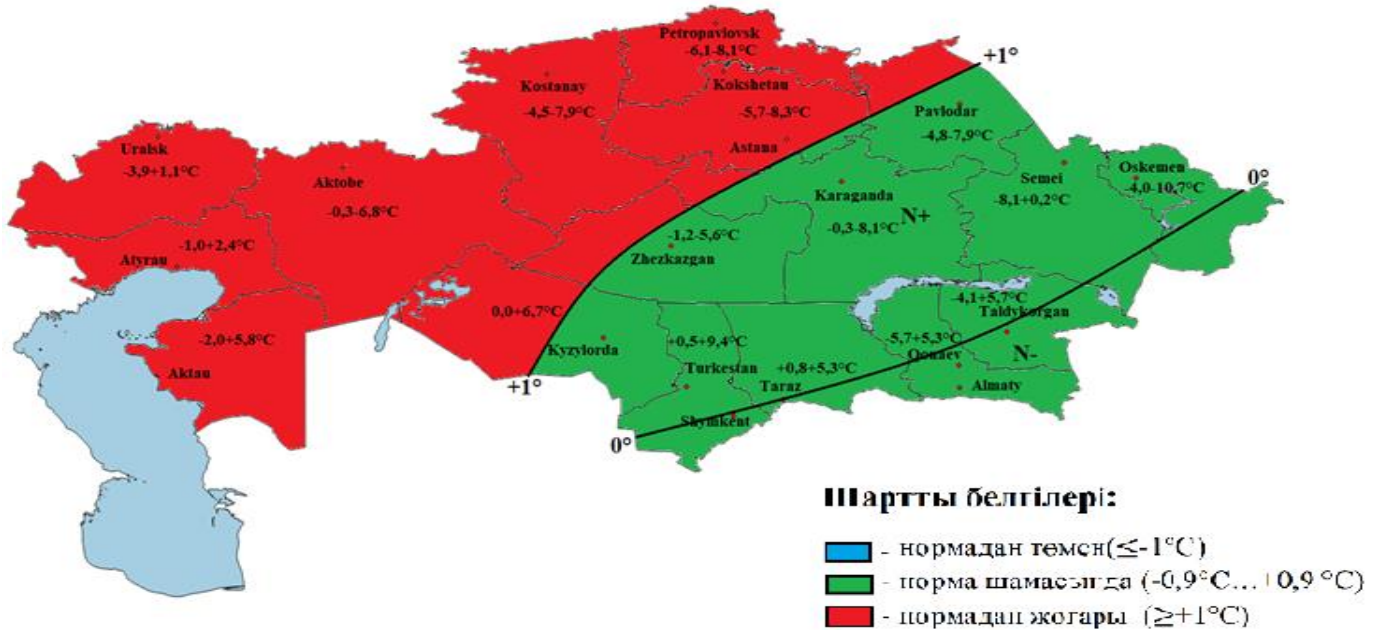 Petropavlovsk
-6,1-8,1°C
+1°
Kostanay
-4,5-7,9°C
Kokshetau
-5,7-8,3°C
Pavlodar
-4,8-7,9°C
Uralsk
-3,9+1,1°C
Astana
Aktobe
-0,3-6,8°C
Karaganda
-0,3-8,1°C
N+
Semei
-8,1+0,2°C
Oskemen
-4,0-10,7°C
0°
-1,0+2,4°C
Atyrau
-1,2-5,6°C
Zhezkazgan
-2,0+5,8°C
Aktau
0,0+6,7°C
-4,1+5,7°C
Taldykorgan
Kyzylorda
+0,5+9,4°C
-5,7+5,3°C
N-
+1°
Turkestan
+0,8+5,3°C
Taraz
Almaty
Shymkent
0°
Шартты белгілері:
- нормадан төмен(≤-1°C)
- норма шамасында (-0,9°C…+0,9 °C)
- нормадан жоғары (≥+1°C)